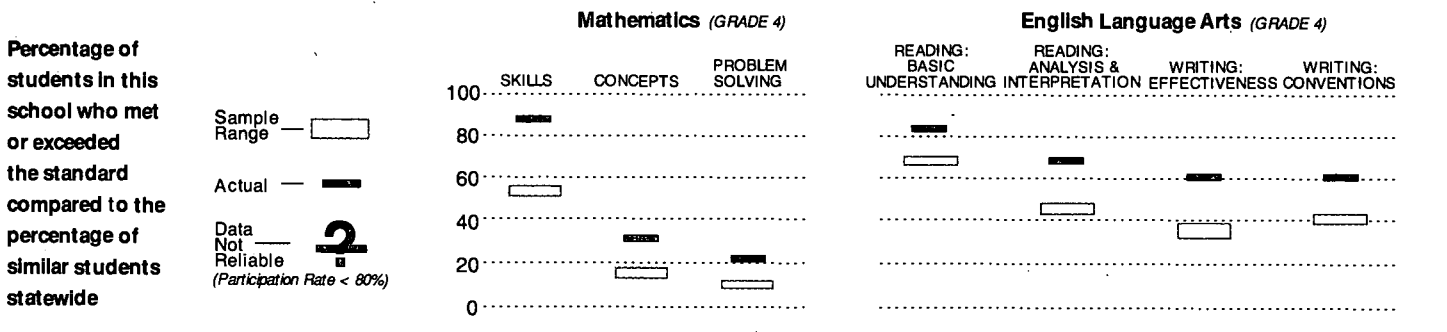 Percentage of
students in this
school who met
or exceeded
the standard
compared to the
percentage of
similar students
statewide
Sample
Range
Actual
Data
Not
Reliable
?
(Participation Rate < 80%)
Mathematics (GRADE 4)
SKILLS
CONCEPTS
PROBLEM
SOLVING
100
80
60
40
20
0
English Language Arts (GRADE 4)
READING:
BASIC
UNDERSTANDING
READING:
ANALYSIS &
INTERPRETATION
WRITING:
EFFECTIVENESS
WRITING:
CONVENTIONS